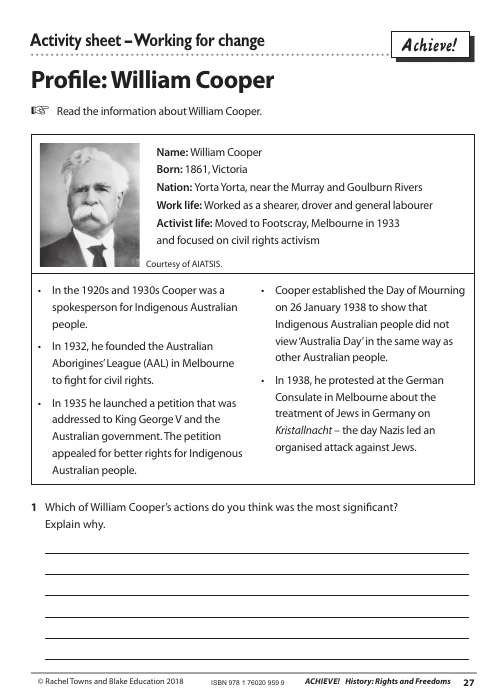 Activity sheet – Working for change
Achieve!
Profile: William Cooper
Read the information about William Cooper.
Name: William Cooper
Born: 1861, Victoria
Nation: Yorta Yorta, near the Murray and Goulburn Rivers
Work life: Worked as a shearer, drover and general labourer
Activist life: Moved to Footscray, Melbourne in 1933
and focused on civil rights activism
Courtesy of AIATSIS.
• In the 1920s and 1930s Cooper was a
spokesperson for Indigenous Australian
people.
• In 1932, he founded the Australian
Aborigines' League (AAL) in Melbourne
to fight for civil rights.
• In 1935 he launched a petition that was
addressed to King George V and the
Australian government. The petition
appealed for better rights for Indigenous
Australian people.
• Cooper established the Day of Mourning
on 26 January 1938 to show that
Indigenous Australian people did not
view 'Australia Day' in the same way as
other Australian people.
• In 1938, he protested at the German
Consulate in Melbourne about the
treatment of Jews in Germany on
Kristallnacht – the day Nazis led an
organised attack against Jews.
1 Which of William Cooper's actions do you think was the most significant?
Explain why.
© Rachel Towns and Blake Education 2018 ISBN 978 1 76020 959 9 ACHIEVE! History: Rights and Freedoms 27